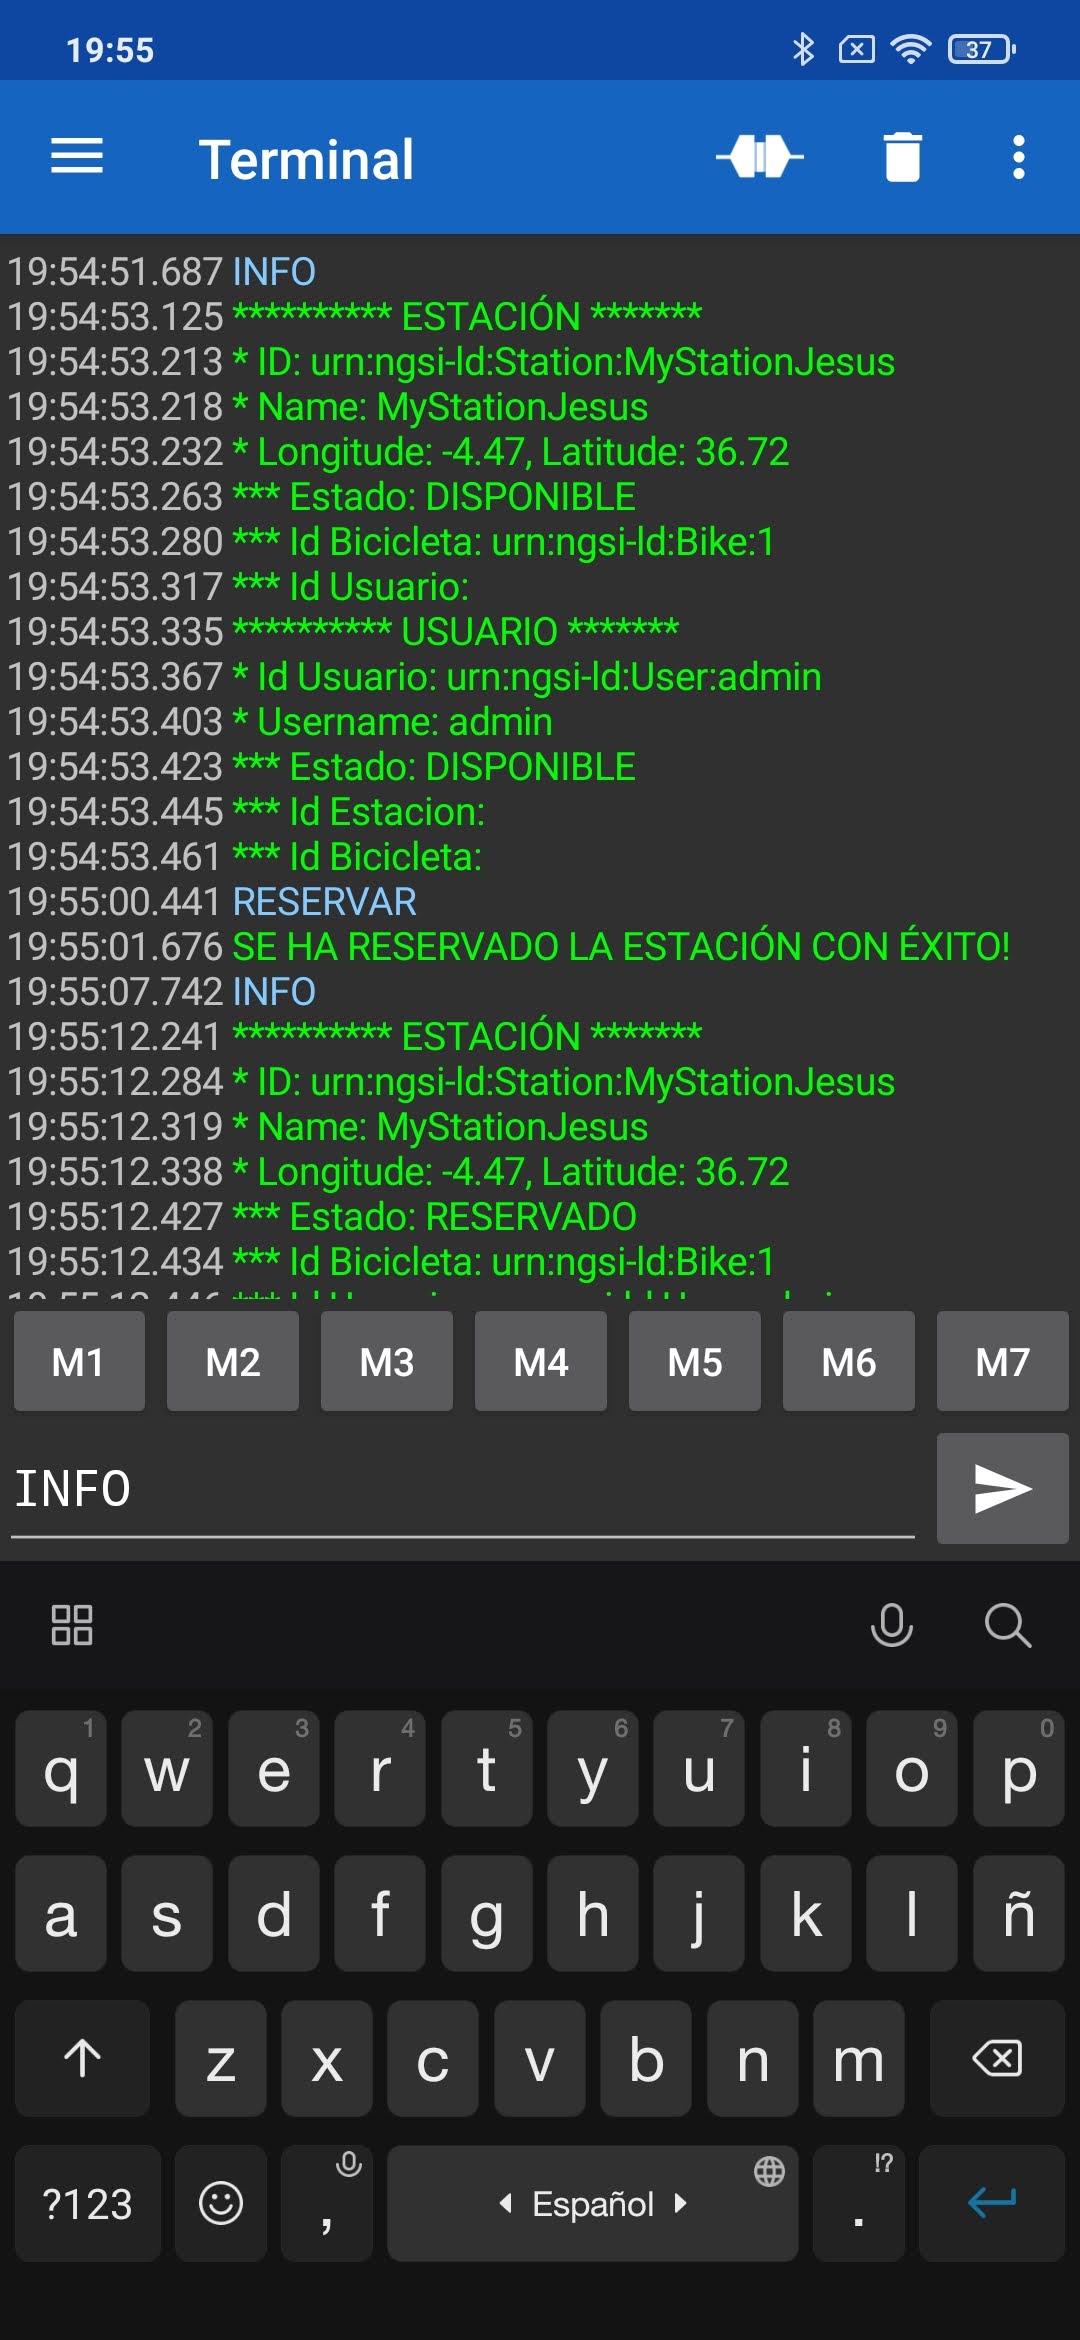 19:55
37
Terminal
19:54:51.687 INFO
19:54:53.125 ********** ESTACIÓN *******
19:54:53.213 * ID: urn:ngsi-ld:Station:MyStationJesus
19:54:53.218 * Name: MyStationJesus
19:54:53.232 * Longitude: -4.47, Latitude: 36.72
19:54:53.263 *** Estado: DISPONIBLE
19:54:53.280 *** Id Bicicleta: urn:ngsi-ld:Bike:1
19:54:53.317 *** Id Usuario:
19:54:53.335 ********** USUARIO *******
19:54:53.367 * Id Usuario: urn:ngsi-ld:User:admin
19:54:53.403 * Username: admin
19:54:53.423 *** Estado: DISPONIBLE
19:54:53.445 *** Id Estacion:
19:54:53.461 *** Id Bicicleta:
19:55:00.441 RESERVAR
19:55:01.676 SE HA RESERVADO LA ESTACIÓN CON ÉXITO!
19:55:07.742 INFO
19:55:12.241 ********** ESTACIÓN *******
19:55:12.284 * ID: urn:ngsi-ld:Station:MyStationJesus
19:55:12.319 * Name: MyStationJesus
19:55:12.338 * Longitude: -4.47, Latitude: 36.72
19:55:12.427 *** Estado: RESERVADO
19:55:12.434 *** Id Bicicleta: urn:ngsi-ld:Bike:1
M1 M2 M3 M4 M5 M6 M7
INFO
1 2 3 4 5 6 7 8 9 0
q w e r t y u i o p
a s d f g h j k l ñ
z x c v b n m
!?
?123 , Español .